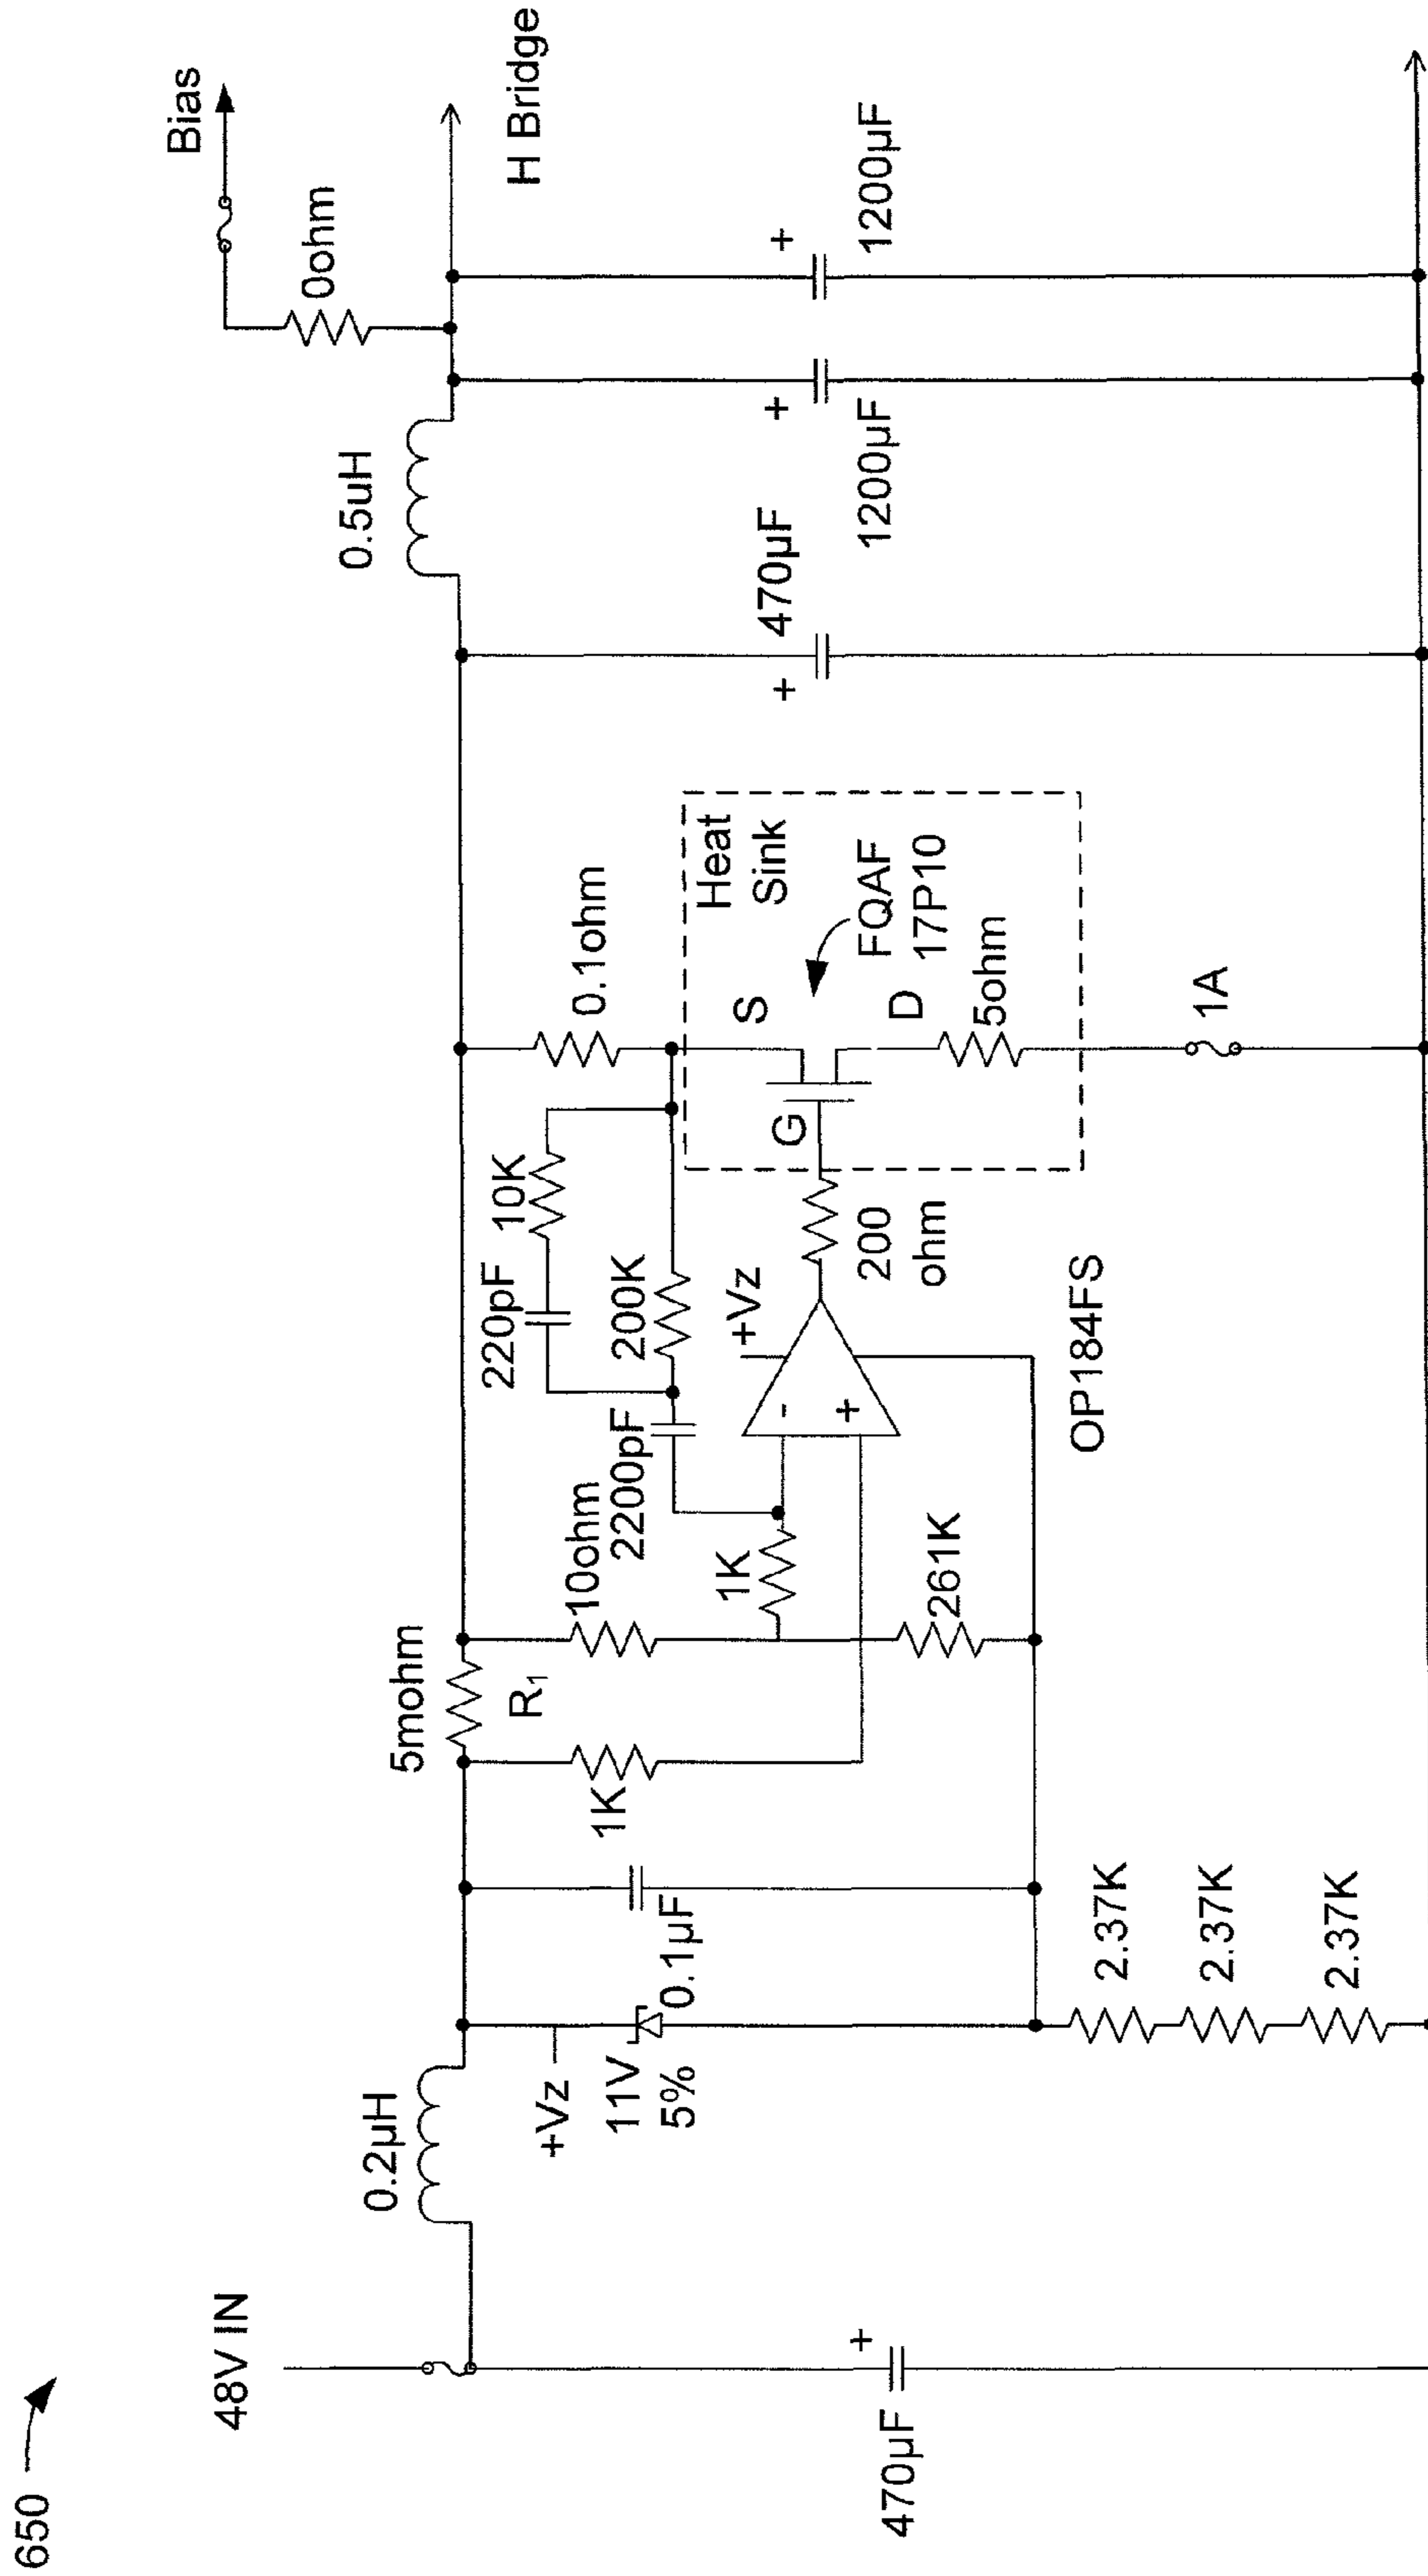 650
48V IN
470µF
+
0.2µH
+Vz
11V
5%
0.1µF
2.37K
2.37K
2.37K
5mohm
R1
1K
10ohm
261K
1K
2200pF
220pF
10K
200K
-
+
+Vz
OP184FS
200
ohm
0.1ohm
G
S
D
Heat
Sink
FQAF
17P10
5ohm
1A
470µF
+
0.5uH
1200µF
+
1200µF
+
0ohm
Bias
H Bridge